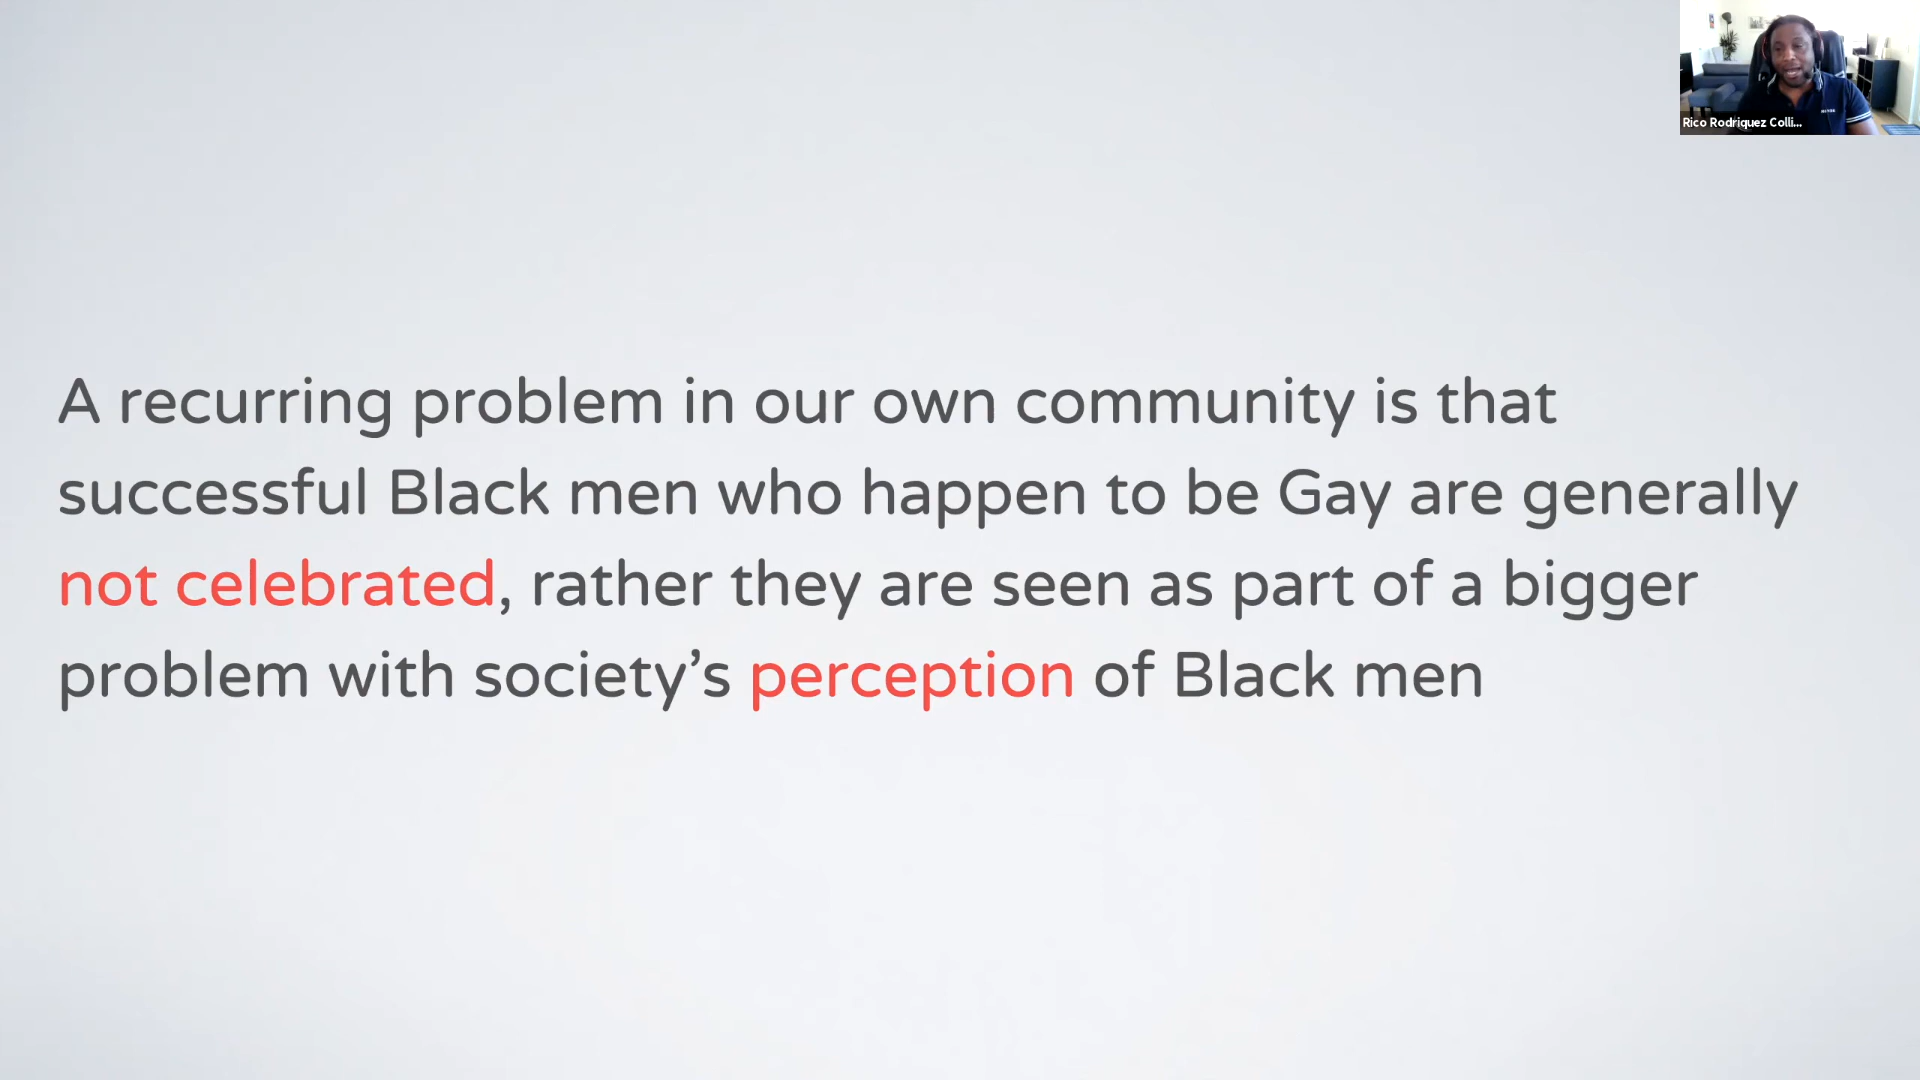 Rico Rodriquez Colli...
A recurring problem in our own community is that
successful Black men who happen to be Gay are generally
not celebrated, rather they are seen as part of a bigger
problem with society’s perception of Black men